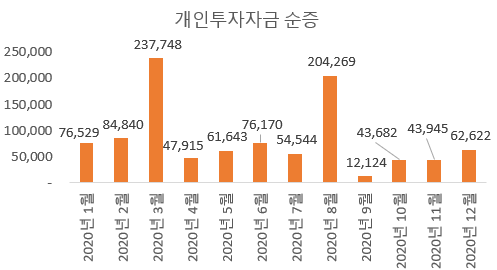 개인투자자금 순증
250,000
200,000
150,000
100,000
50,000
-
76,529
84,840
237,748
47,915
61,643
76,170
54,544
204,269
12,124
43,682
43,945
62,622
2020년 1월
2020년 2월
2020년 3월
2020년 4월
2020년 5월
2020년 6월
2020년 7월
2020년 8월
2020년 9월
2020년 10월
2020년 11월
2020년 12월